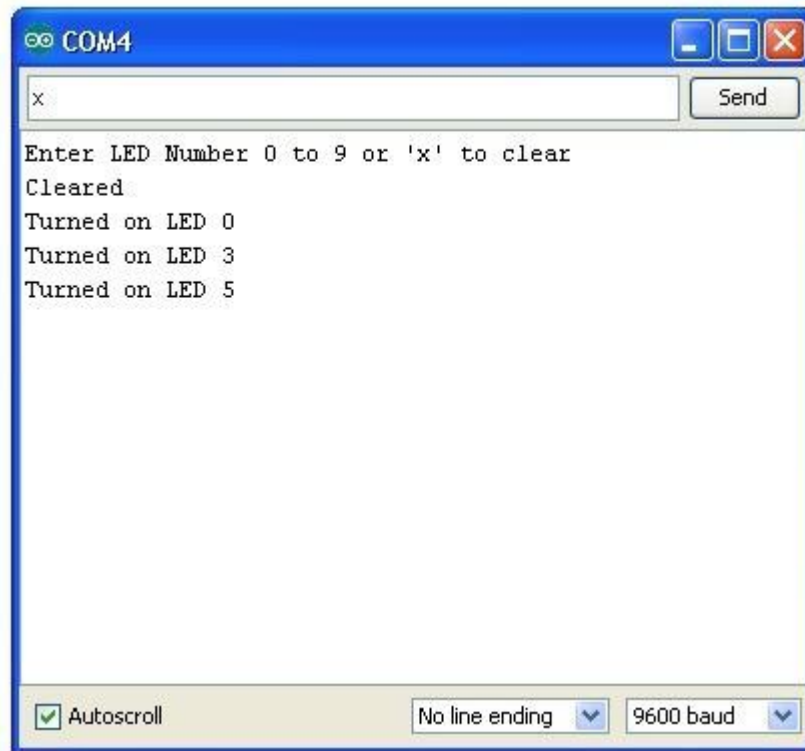 COM4
x
Send
Enter LED Number 0 to 9 or 'x' to clear
Cleared
Turned on LED 0
Turned on LED 3
Turned on LED 5
Autoscroll
No line ending
9600 baud